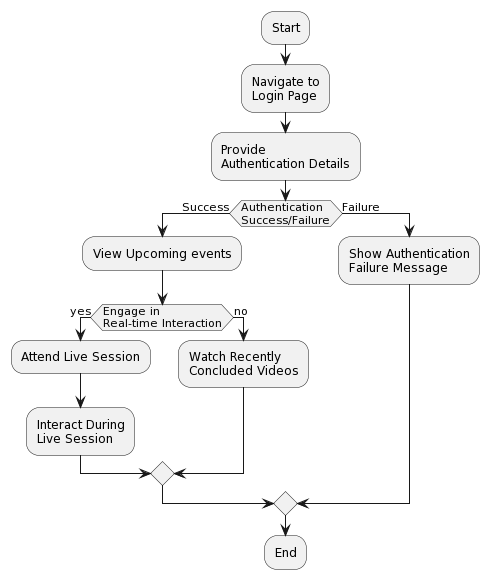 Start
Navigate to
Login Page
Provide
Authentication Details
Success
Authentication
Success/Failure
Failure
View Upcoming events
Show Authentication
Failure Message
yes
Engage in
Real-time Interaction
no
Attend Live Session
Watch Recently
Concluded Videos
Interact During
Live Session
End